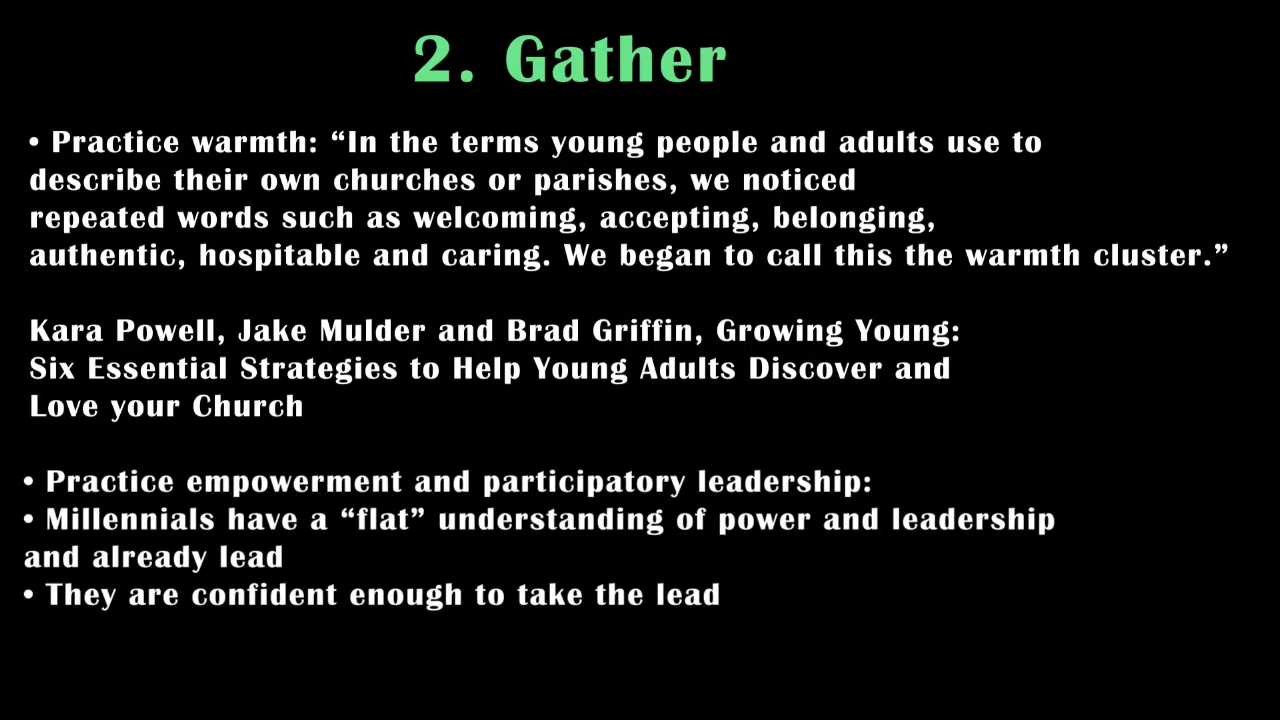 2. Gather
• Practice warmth: “In the terms young people and adults use to
describe their own churches or parishes, we noticed
repeated words such as welcoming, accepting, belonging,
authentic, hospitable and caring. We began to call this the warmth cluster.”
Kara Powell, Jake Mulder and Brad Griffin, Growing Young:
Six Essential Strategies to Help Young Adults Discover and
Love your Church
• Practice empowerment and participatory leadership:
• Millennials have a “flat” understanding of power and leadership
and already lead
• They are confident enough to take the lead